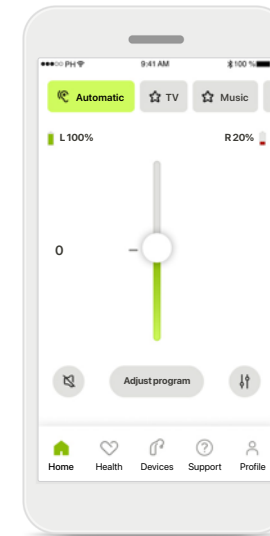 PH 9:41 AM 100 %
Automatic TV Music
L 100% R 20%
0
Adjust program
Home Health Devices Support Profile